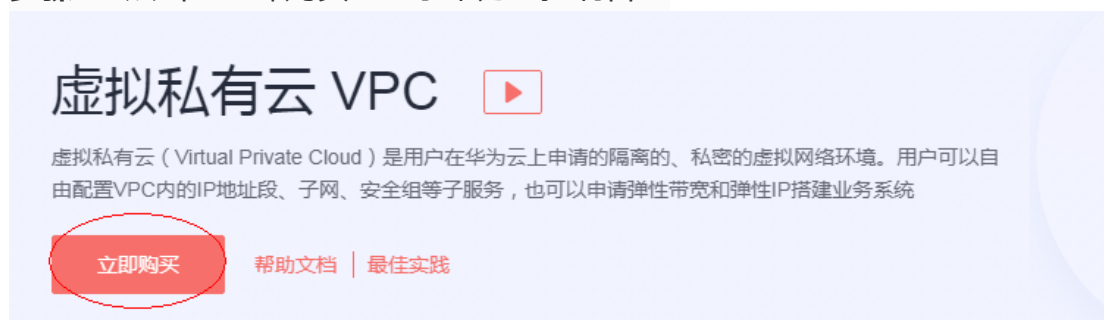 虚拟私有云 VPC
虚拟私有云（Virtual Private Cloud）是用户在华为云上申请的隔离的、私密的虚拟网络环境。用户可以自
由配置VPC内的IP地址段、子网、安全组等子服务，也可以申请弹性带宽和弹性IP搭建业务系统
立即购买 帮助文档 | 最佳实践